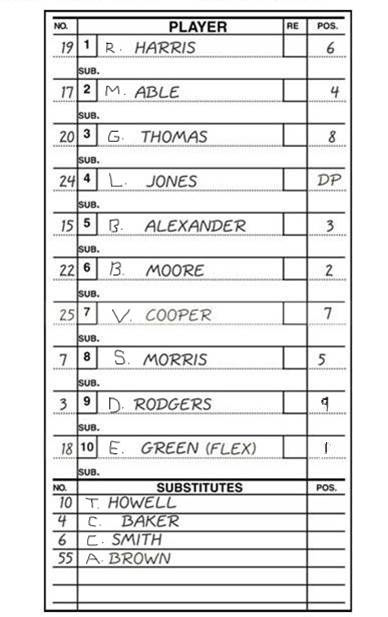 NO. PLAYER RE POS.
19 1 R. HARRIS 6
SUB.
17 2 M. ABLE 4
SUB.
20 3 G. THOMAS 8
SUB.
24 4 L. JONES DP
SUB.
15 5 B. ALEXANDER 3
SUB.
22 6 B. MOORE 2
SUB.
25 7 V. COOPER 7
SUB.
7 8 S. MORRIS 5
SUB.
3 9 D. RODGERS 9
SUB.
18 10 E. GREEN (FLEX) 1
SUB.
NO. SUBSTITUTES POS.
10 T. HOWELL
4 C. BAKER
6 C. SMITH
55 A. BROWN